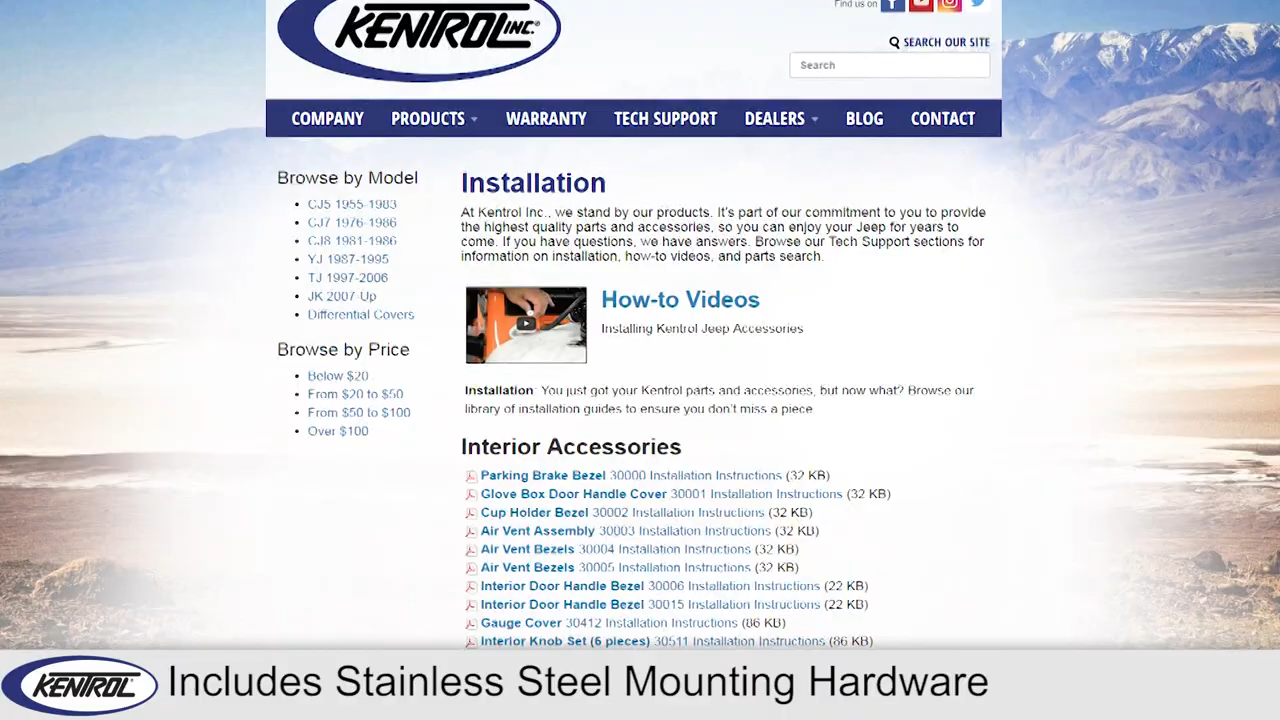 KENTROL INC.®
Find us on
SEARCH OUR SITE
Search
COMPANY PRODUCTS WARRANTY TECH SUPPORT DEALERS BLOG CONTACT
Browse by Model
• CJ5 1955-1983
• CJ7 1976-1986
• CJ8 1981-1986
• YJ 1987-1995
• TJ 1997-2006
• JK 2007-Up
• Differential Covers
Browse by Price
• Below $20
• From $20 to $50
• From $50 to $100
• Over $100
Installation
At Kentrol Inc., we stand by our products. It's part of our commitment to you to provide
the highest quality parts and accessories, so you can enjoy your Jeep for years to
come. If you have questions, we have answers. Browse our Tech Support sections for
information on installation, how-to videos, and parts search.
How-to Videos
Installing Kentrol Jeep Accessories
Installation: You just got your Kentrol parts and accessories, but now what? Browse our
library of installation guides to ensure you don't miss a piece
Interior Accessories
Parking Brake Bezel 30000 Installation Instructions (32 KB)
Glove Box Door Handle Cover 30001 Installation Instructions (32 KB)
Cup Holder Bezel 30002 Installation Instructions (32 KB)
Air Vent Assembly 30003 Installation Instructions (32 KB)
Air Vent Bezels 30004 Installation Instructions (32 KB)
Air Vent Bezels 30005 Installation Instructions (32 KB)
Interior Door Handle Bezel 30006 Installation Instructions (22 KB)
Interior Door Handle Bezel 30015 Installation Instructions (22 KB)
Gauge Cover 30412 Installation Instructions (86 KB)
Interior Knob Set (6 pieces) 30511 Installation Instructions (86 KB)
KENTROL® Includes Stainless Steel Mounting Hardware